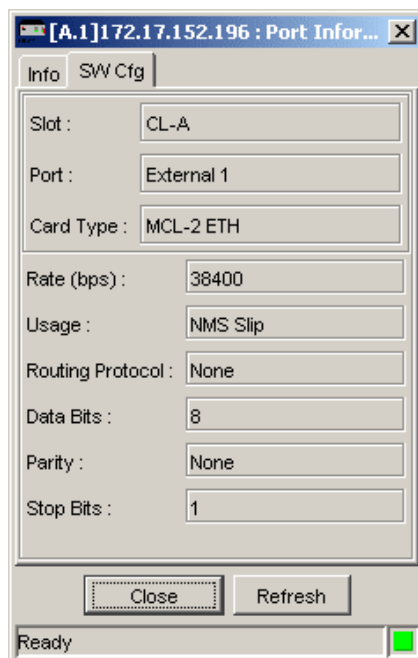 [A.1]172.17.152.196 : Port Infor...
Info SW Cfg
Slot : CL-A
Port : External 1
Card Type : MCL-2 ETH
Rate (bps) : 38400
Usage : NMS Slip
Routing Protocol : None
Data Bits : 8
Parity : None
Stop Bits : 1
Close Refresh
Ready